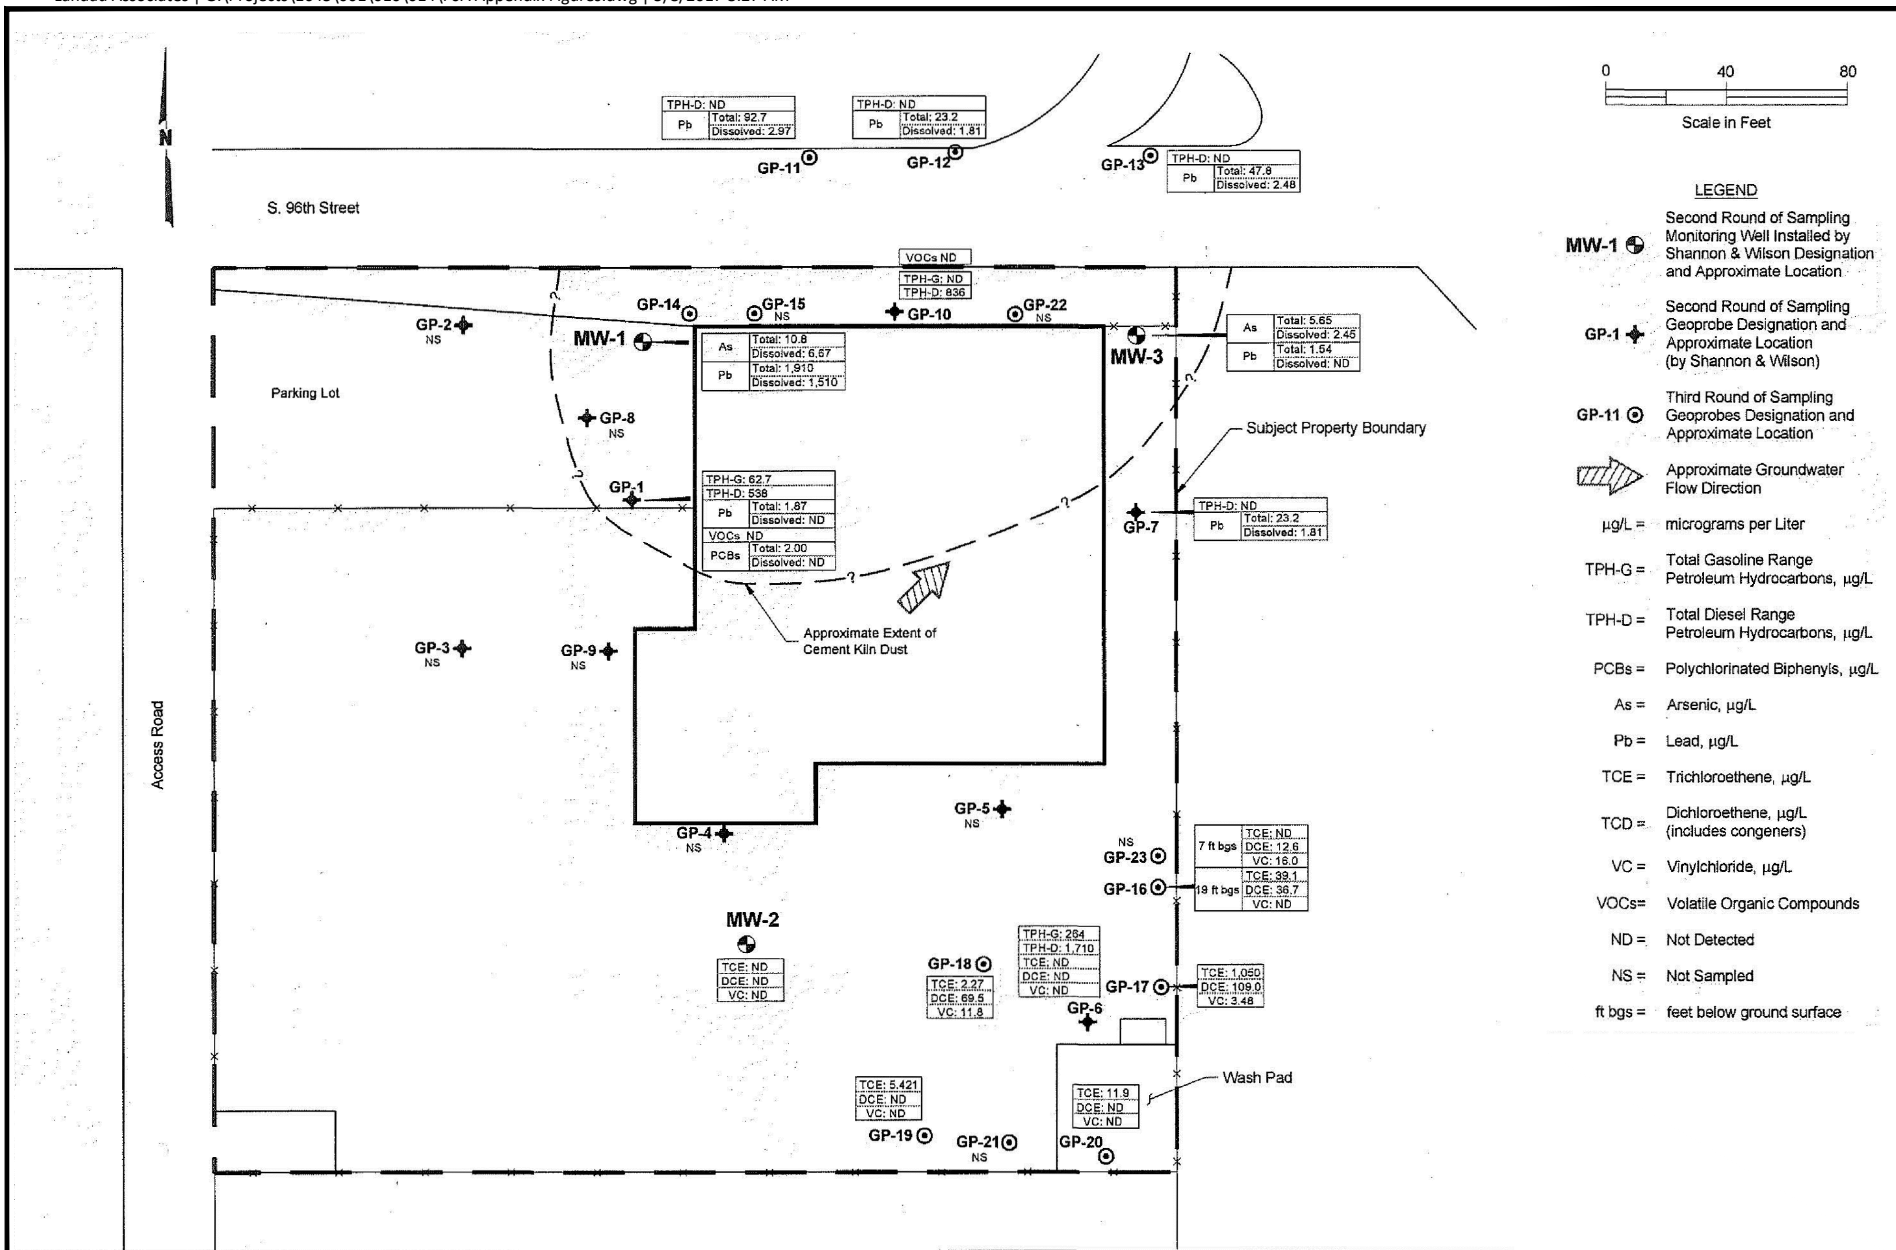 N
S. 96th Street
Parking Lot
Access Road
TPH-D: ND
Pb
Total: 92.7
Dissolved: 2.97
GP-11
TPH-D: ND
Pb
Total: 23.2
Dissolved: 1.81
GP-12
GP-13
TPH-D: ND
Pb
Total: 47.8
Dissolved: 2.48
VOCs ND
TPH-G: ND
TPH-D: 836
GP-2
NS
GP-14
GP-15
NS
GP-10
GP-22
NS
MW-1
As
Total: 10.8
Dissolved: 6.67
Pb
Total: 1,910
Dissolved: 1,510
MW-3
As
Total: 5.65
Dissolved: 2.45
Pb
Total: 1.54
Dissolved: ND
?
?
?
?
?
GP-8
NS
Subject Property Boundary
GP-1
TPH-G: 62.7
TPH-D: 538
Pb
Total: 1.87
Dissolved: ND
VOCs ND
PCBs
Total: 2.00
Dissolved: ND
GP-7
TPH-D: ND
Pb
Total: 23.2
Dissolved: 1.81
Approximate Extent of
Cement Kiln Dust
GP-3
NS
GP-9
NS
GP-4
NS
GP-5
NS
NS
GP-23
GP-16
7 ft bgs
TCE: ND
DCE: 12.6
VC: 16.0
19 ft bgs
TCE: 39.1
DCE: 36.7
VC: ND
MW-2
TCE: ND
DCE: ND
VC: ND
GP-18
TCE: 2.27
DCE: 69.5
VC: 11.8
TPH-G: 264
TPH-D: 1,710
TCE: ND
DCE: ND
VC: ND
GP-6
GP-17
TCE: 1,050
DCE: 109.0
VC: 3.48
Wash Pad
TCE: 5.421
DCE: ND
VC: ND
GP-19
GP-21
NS
TCE: 11.9
DCE: ND
VC: ND
GP-20
0 40 80
Scale in Feet
LEGEND
MW-1
Second Round of Sampling
Monitoring Well Installed by
Shannon & Wilson Designation
and Approximate Location
GP-1
Second Round of Sampling
Geoprobe Designation and
Approximate Location
(by Shannon & Wilson)
GP-11
Third Round of Sampling
Geoprobes Designation and
Approximate Location
Approximate Groundwater
Flow Direction
µg/L = micrograms per Liter
TPH-G = Total Gasoline Range
Petroleum Hydrocarbons, µg/L
TPH-D = Total Diesel Range
Petroleum Hydrocarbons, µg/L
PCBs = Polychlorinated Biphenyls, µg/L
As = Arsenic, µg/L
Pb = Lead, µg/L
TCE = Trichloroethene, µg/L
TCD = Dichloroethene, µg/L
(includes congeners)
VC = Vinylchloride, µg/L
VOCs= Volatile Organic Compounds
ND = Not Detected
NS = Not Sampled
ft bgs = feet below ground surface